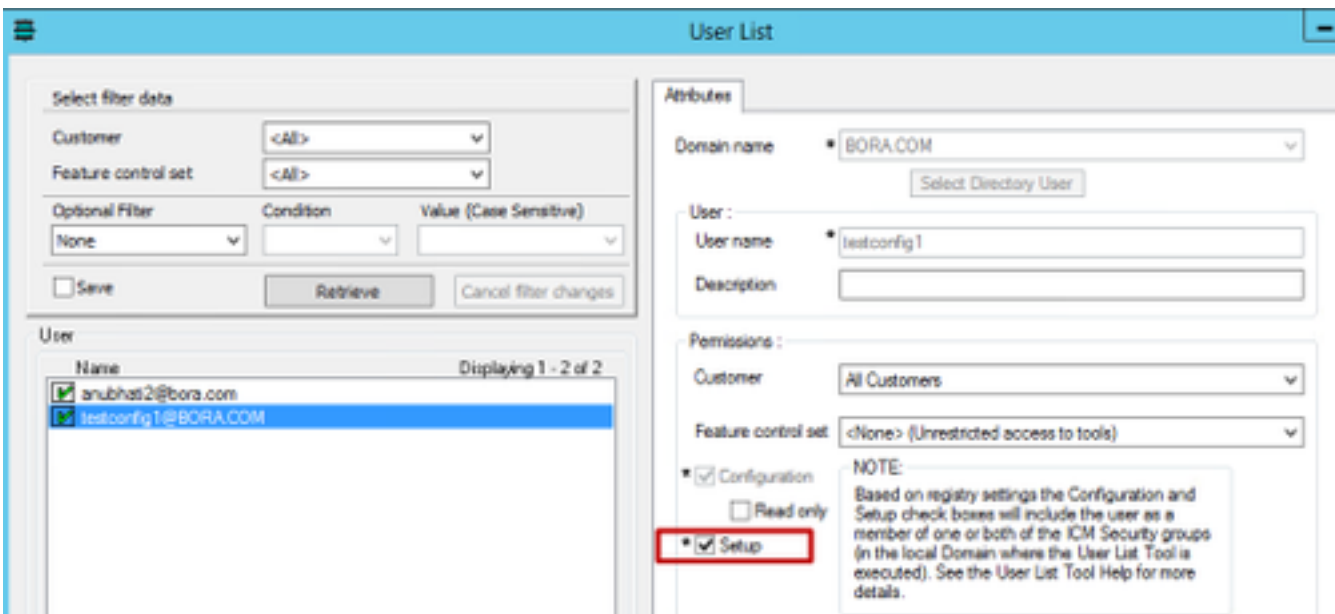 User List
Select filter data
Customer <All>
Feature control set <All>
Optional Filter Condition Value (Case Sensitive)
None
Save Retrieve Cancel filter changes
User
Name Displaying 1 - 2 of 2
anubhati2@bora.com
testconfig1@BORA.COM
Attributes
Domain name * BORA.COM
Select Directory User
User :
User name * testconfig1
Description
Permissions :
Customer All Customers
Feature control set <None> (Unrestricted access to tools)
* Configuration
Read only
* Setup
NOTE:
Based on registry settings the Configuration and
Setup check boxes will include the user as a
member of one or both of the ICM Security groups
(in the local Domain where the User List Tool is
executed). See the User List Tool Help for more
details.